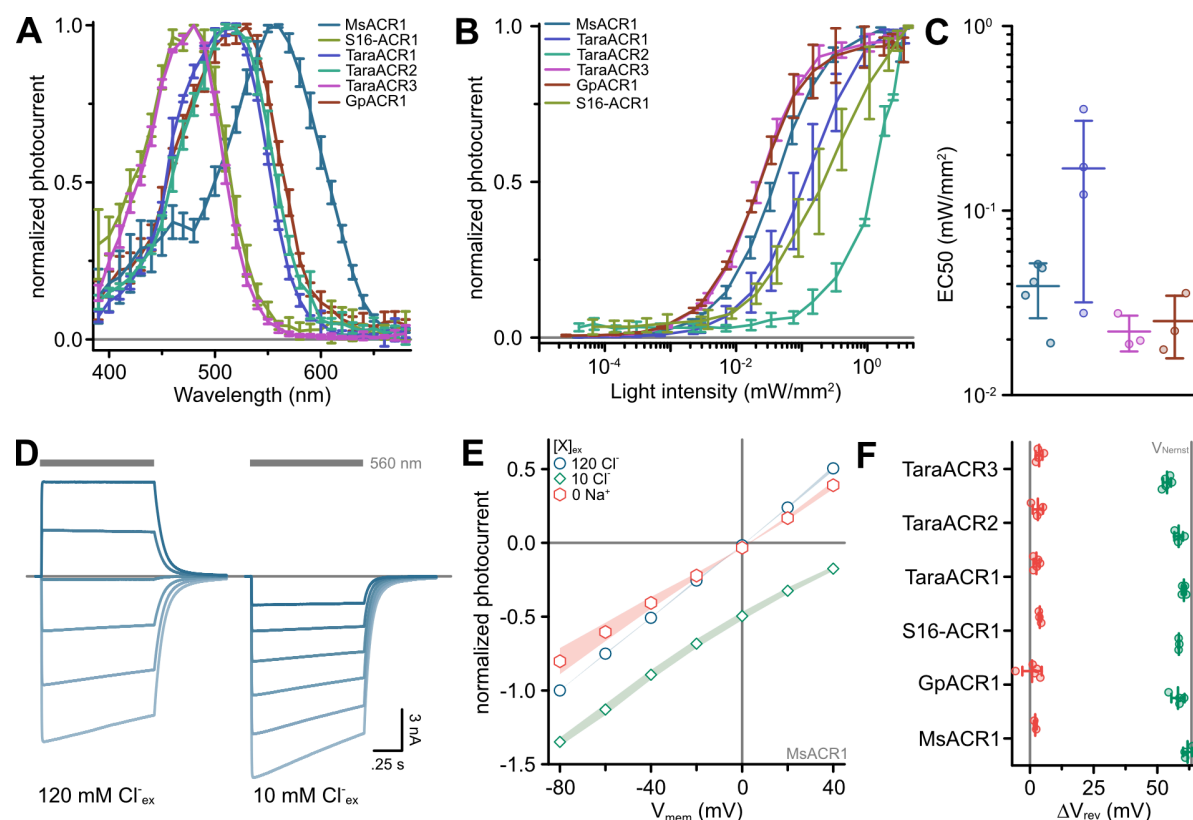 A
normalized photocurrent
1.0
0.5
0.0
400
500
600
Wavelength (nm)
MsACR1
S16-ACR1
TaraACR1
TaraACR2
TaraACR3
GpACR1
B
normalized photocurrent
1.0
0.5
0.0
10⁻⁴
10⁻²
10⁰
Light intensity (mW/mm²)
MsACR1
TaraACR1
TaraACR2
TaraACR3
GpACR1
S16-ACR1
C
EC50 (mW/mm²)
10⁰
10⁻¹
10⁻²
D
560 nm
3 nA
.25 s
120 mM Cl⁻ex
10 mM Cl⁻ex
E
normalized photocurrent
[X]ex
120 Cl⁻
10 Cl⁻
0 Na⁺
0.5
0.0
-0.5
-1.0
-1.5
MsACR1
-80
-40
0
40
Vmem (mV)
F
VNernst
TaraACR3
TaraACR2
TaraACR1
S16-ACR1
GpACR1
MsACR1
0
50
ΔVrev (mV)